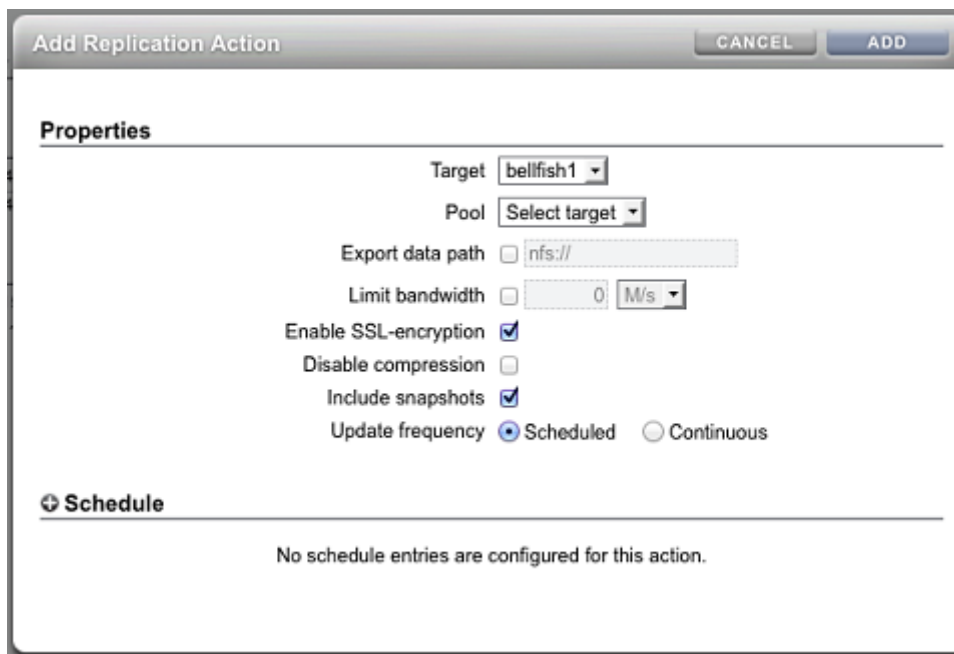 Add Replication Action CANCEL ADD
Properties
Target bellfish1
Pool Select target
Export data path nfs://
Limit bandwidth 0 M/s
Enable SSL-encryption
Disable compression
Include snapshots
Update frequency Scheduled Continuous
Schedule
No schedule entries are configured for this action.